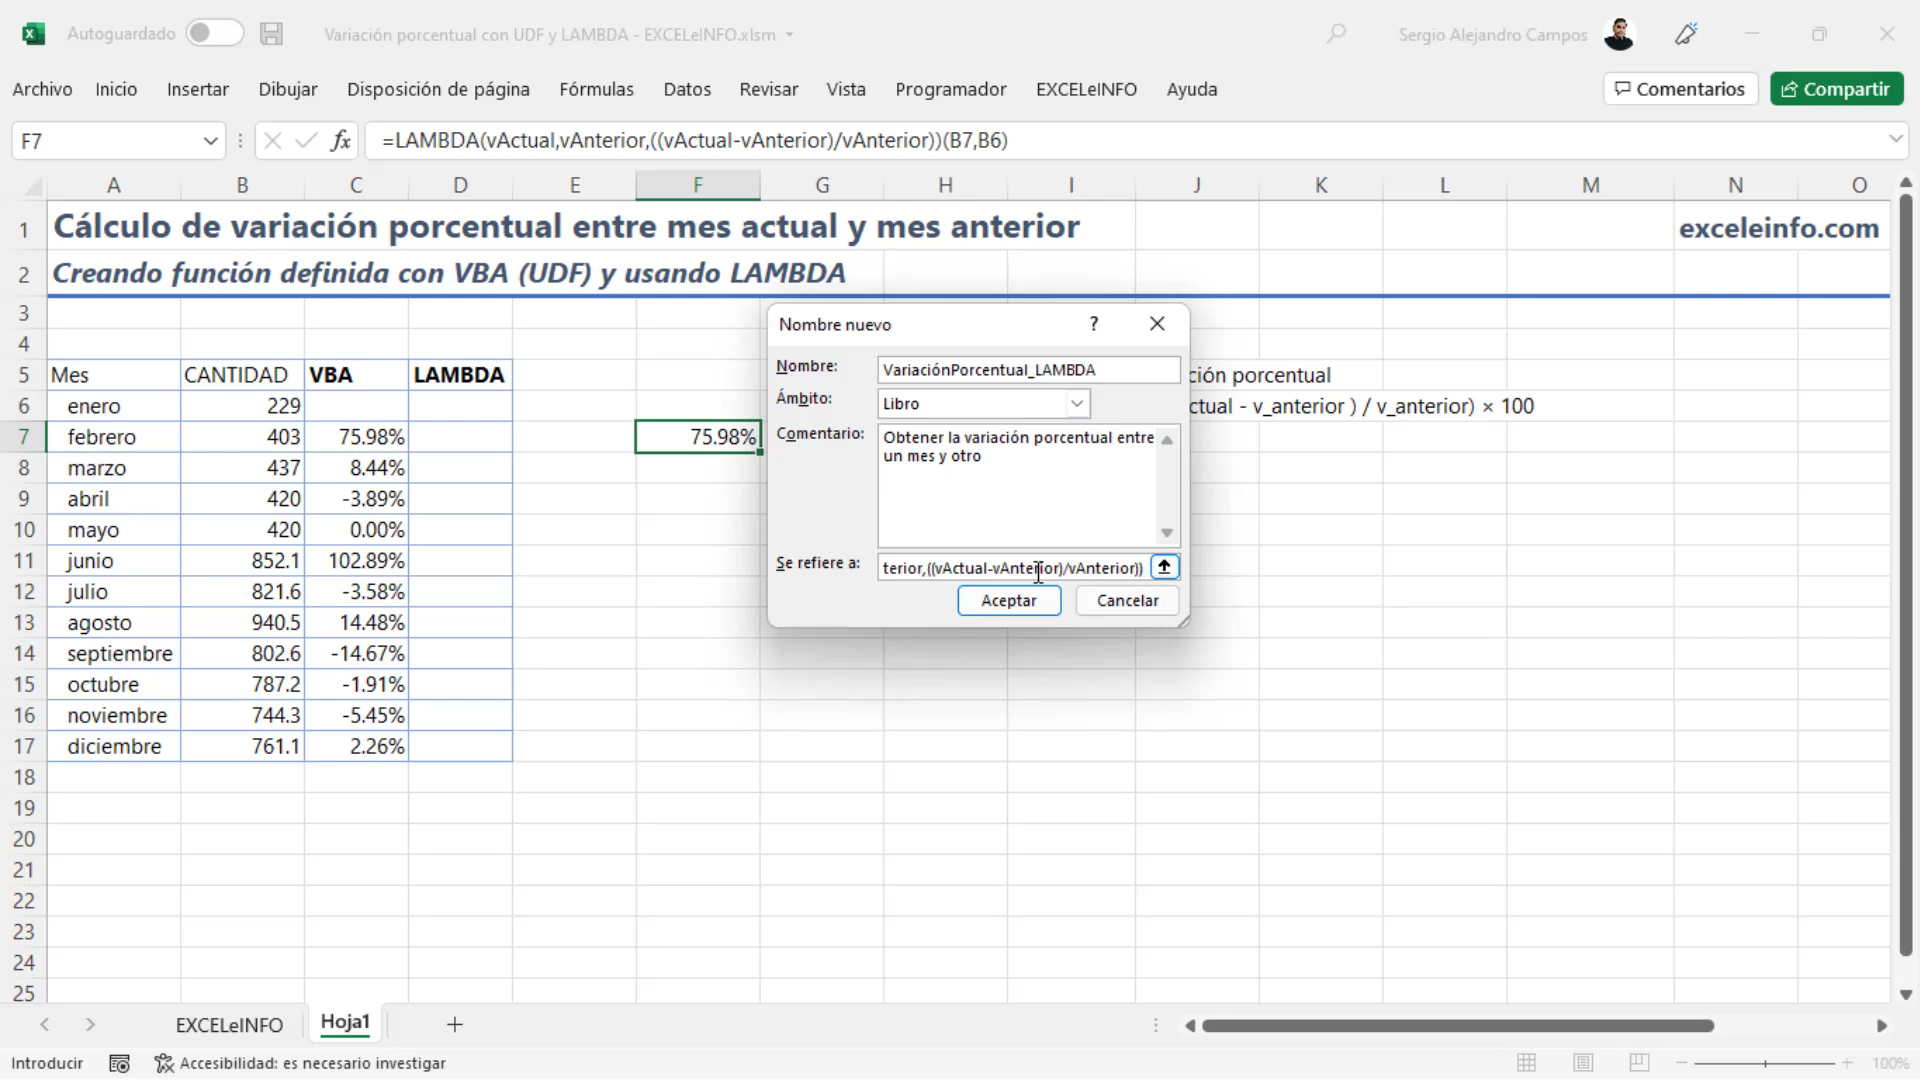 Autoguardado
Variación porcentual con UDF y LAMBDA - EXCELeINFO.xlsm
Sergio Alejandro Campos
Archivo Inicio Insertar Dibujar Disposición de página Fórmulas Datos Revisar Vista Programador EXCELeINFO Ayuda Comentarios Compartir
F7 fx =LAMBDA(vActual,vAnterior,((vActual-vAnterior)/vAnterior))(B7,B6)
A B C D E F G H I J K L M N O
1 Cálculo de variación porcentual entre mes actual y mes anterior exceleinfo.com
2 Creando función definida con VBA (UDF) y usando LAMBDA
3
4
5 Mes CANTIDAD VBA LAMBDA ción porcentual
6 enero 229 ctual - v_anterior ) / v_anterior) × 100
7 febrero 403 75.98% 75.98%
8 marzo 437 8.44%
9 abril 420 -3.89%
10 mayo 420 0.00%
11 junio 852.1 102.89%
12 julio 821.6 -3.58%
13 agosto 940.5 14.48%
14 septiembre 802.6 -14.67%
15 octubre 787.2 -1.91%
16 noviembre 744.3 -5.45%
17 diciembre 761.1 2.26%
18
19
20
21
22
23
24
25
Nombre nuevo ?
Nombre: VariaciónPorcentual_LAMBDA
Ámbito: Libro
Comentario: Obtener la variación porcentual entre
un mes y otro
Se refiere a: terior,((vActual-vAnterior)/vAnterior))
Aceptar Cancelar
EXCELeINFO Hoja1
Introducir Accesibilidad: es necesario investigar 100%